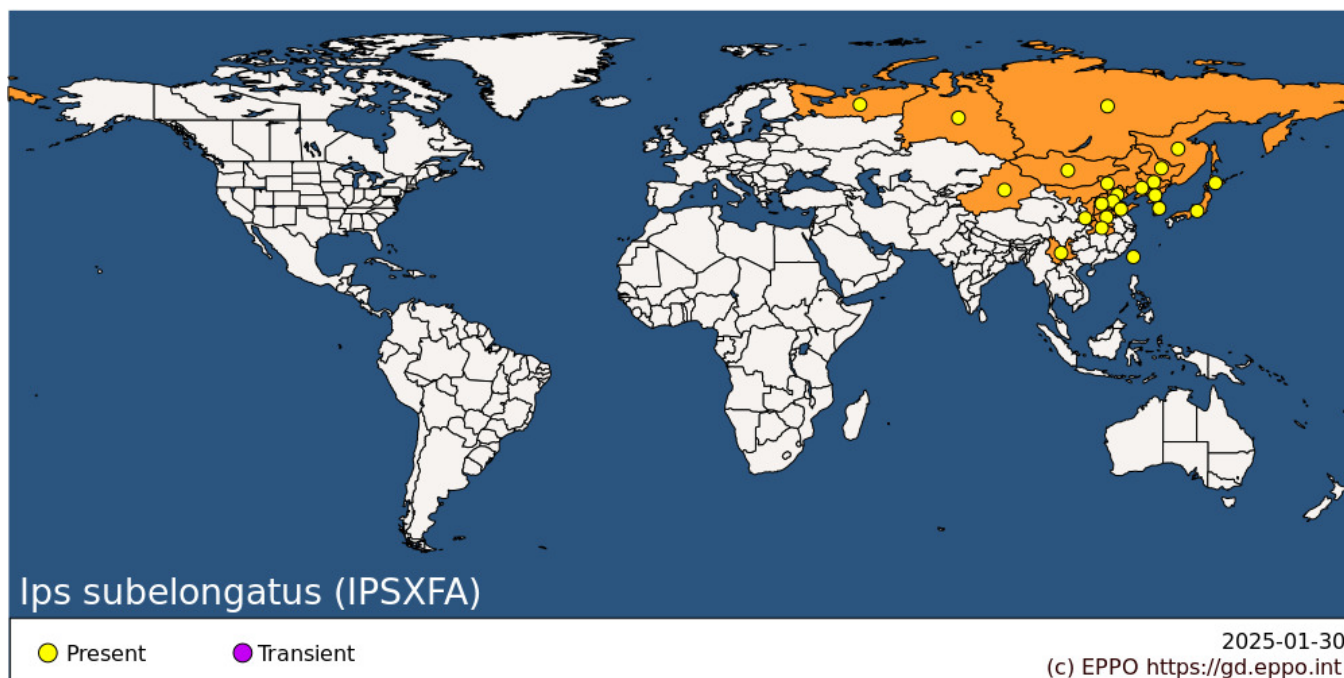 Ips subelongatus (IPSXFA)
Present
Transient
2025-01-30
(c) EPPO https://gd.eppo.int